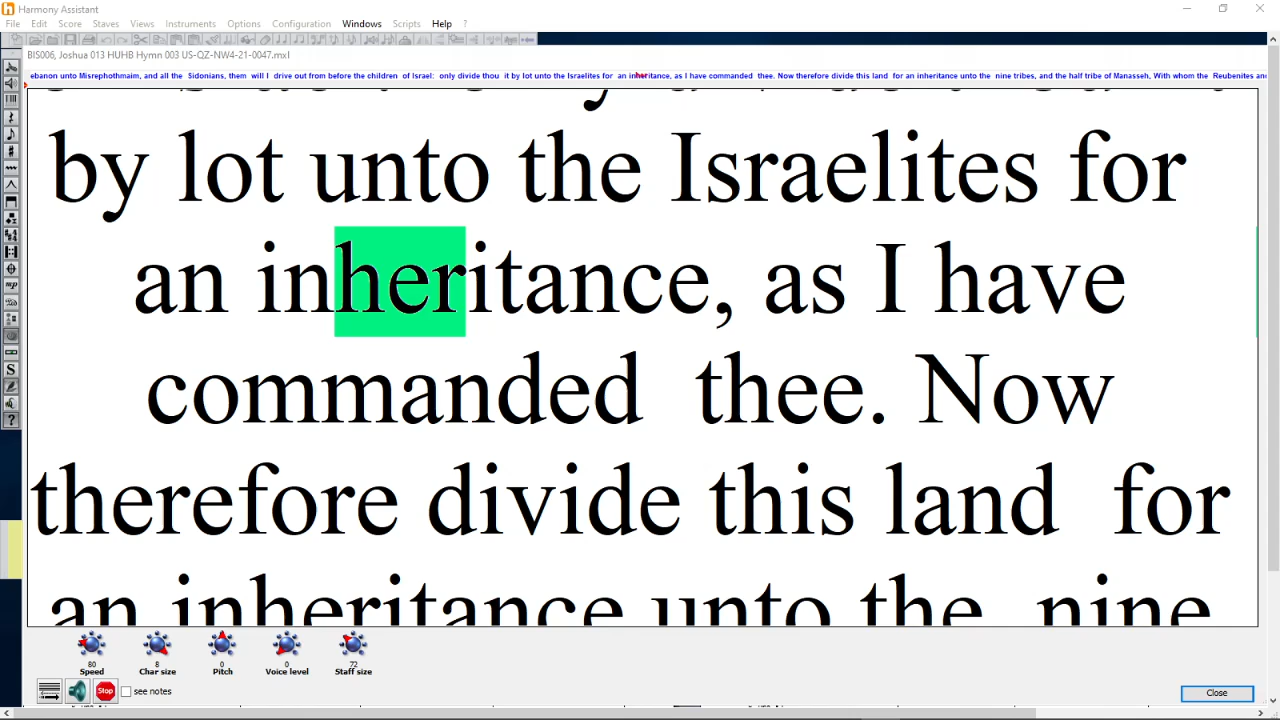 Harmony Assistant
File Edit Score Staves Views Instruments Options Configuration Windows Scripts Help ?
BIS006, Joshua 013 HUHB Hymn 003 US-QZ-NW4-21-0047.mxl
ebanon unto Misrephothmaim, and all the Sidonians, them will I drive out from before the children of Israel: only divide thou it by lot unto the Israelites for an inheritance, as I have commanded thee. Now therefore divide this land for an inheritance unto the nine tribes, and the half tribe of Manasseh, With whom the Reubenites and
by lot unto the Israelites for
an inheritance, as I have
commanded thee. Now
therefore divide this land for
an inheritance unto the nine
80 8 0 0 72
Speed Char size Pitch Voice level Staff size
Stop see notes Close